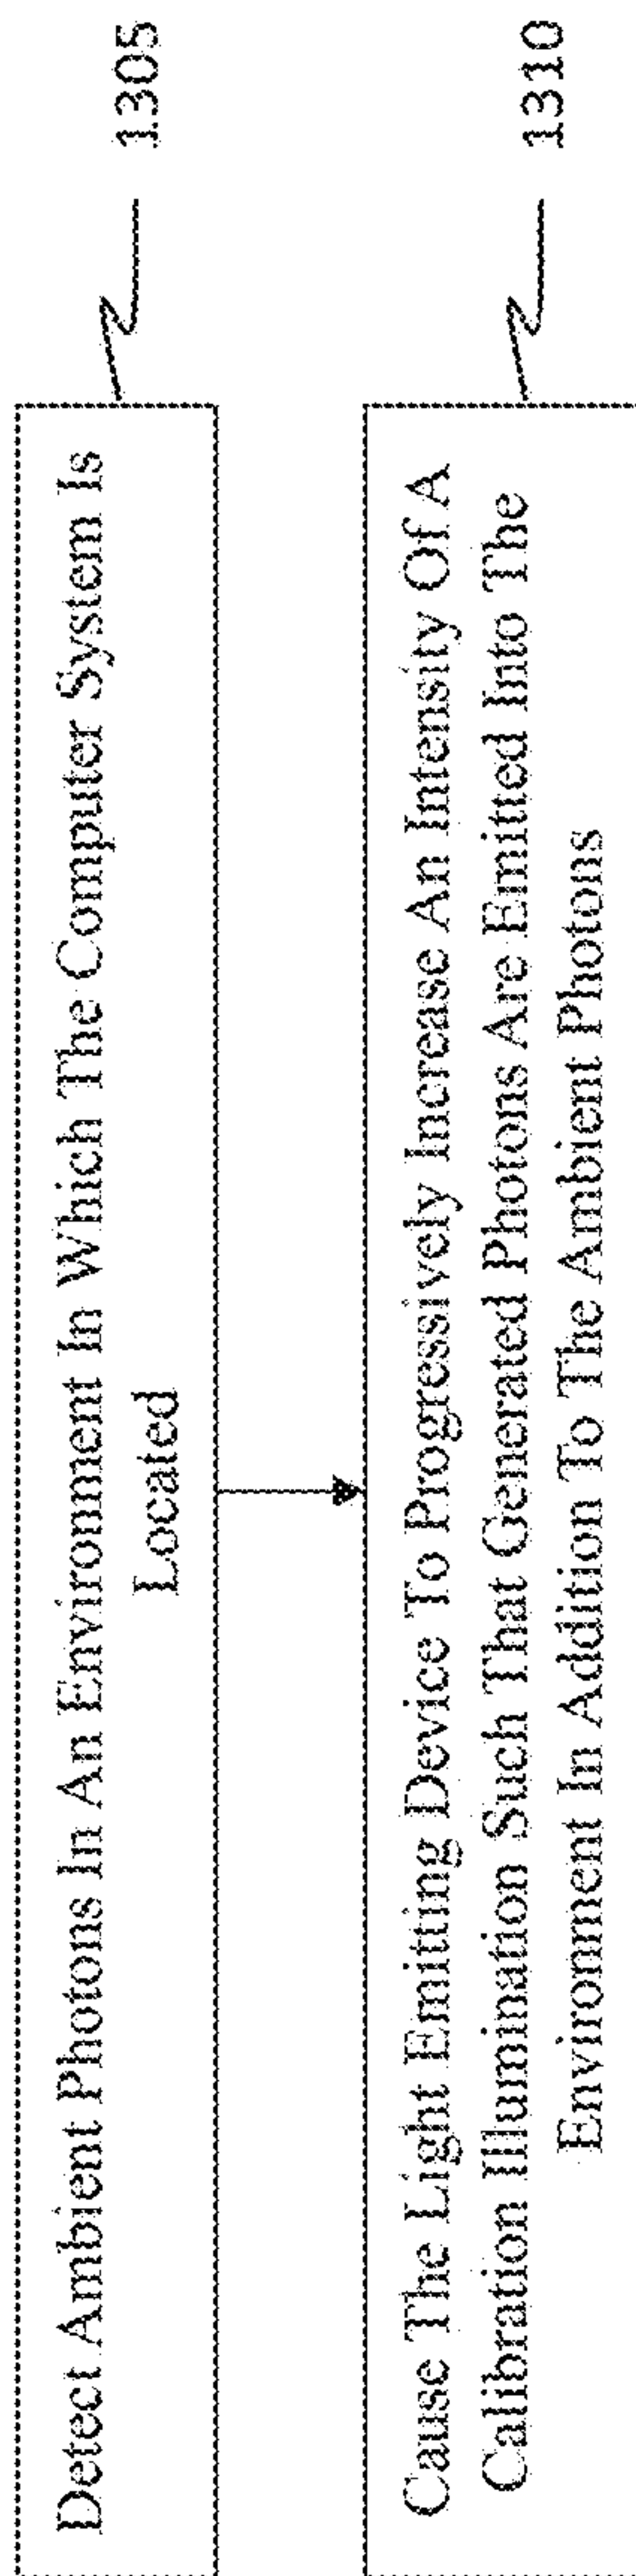 Detect Ambient Photons In An Environment In Which The Computer System Is
Located
1305
Cause The Light Emitting Device To Progressively Increase An Intensity Of A
Calibration Illumination Such That Generated Photons Are Emitted Into The
Environment In Addition To The Ambient Photons
1310